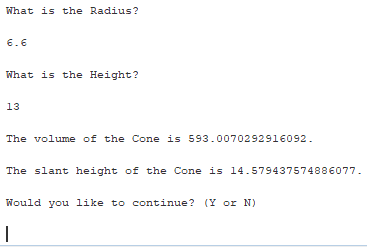 What is the Radius?
6.6
What is the Height?
13
The volume of the Cone is 593.0070292916092.
The slant height of the Cone is 14.579437574886077.
Would you like to continue? (Y or N)